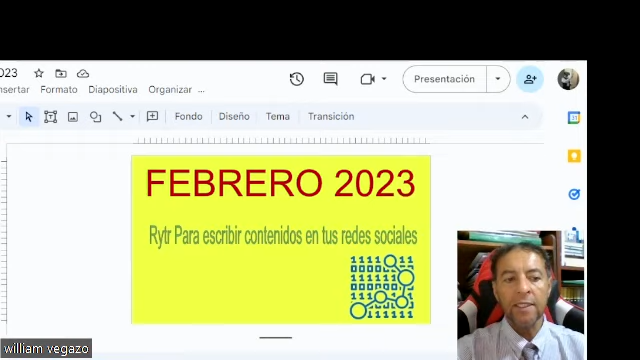 023
nsertar Formato Diapositiva Organizar ...
Presentación
Fondo Diseño Tema Transición
FEBRERO 2023
Rytr Para escribir contenidos en tus redes sociales
william vegazo